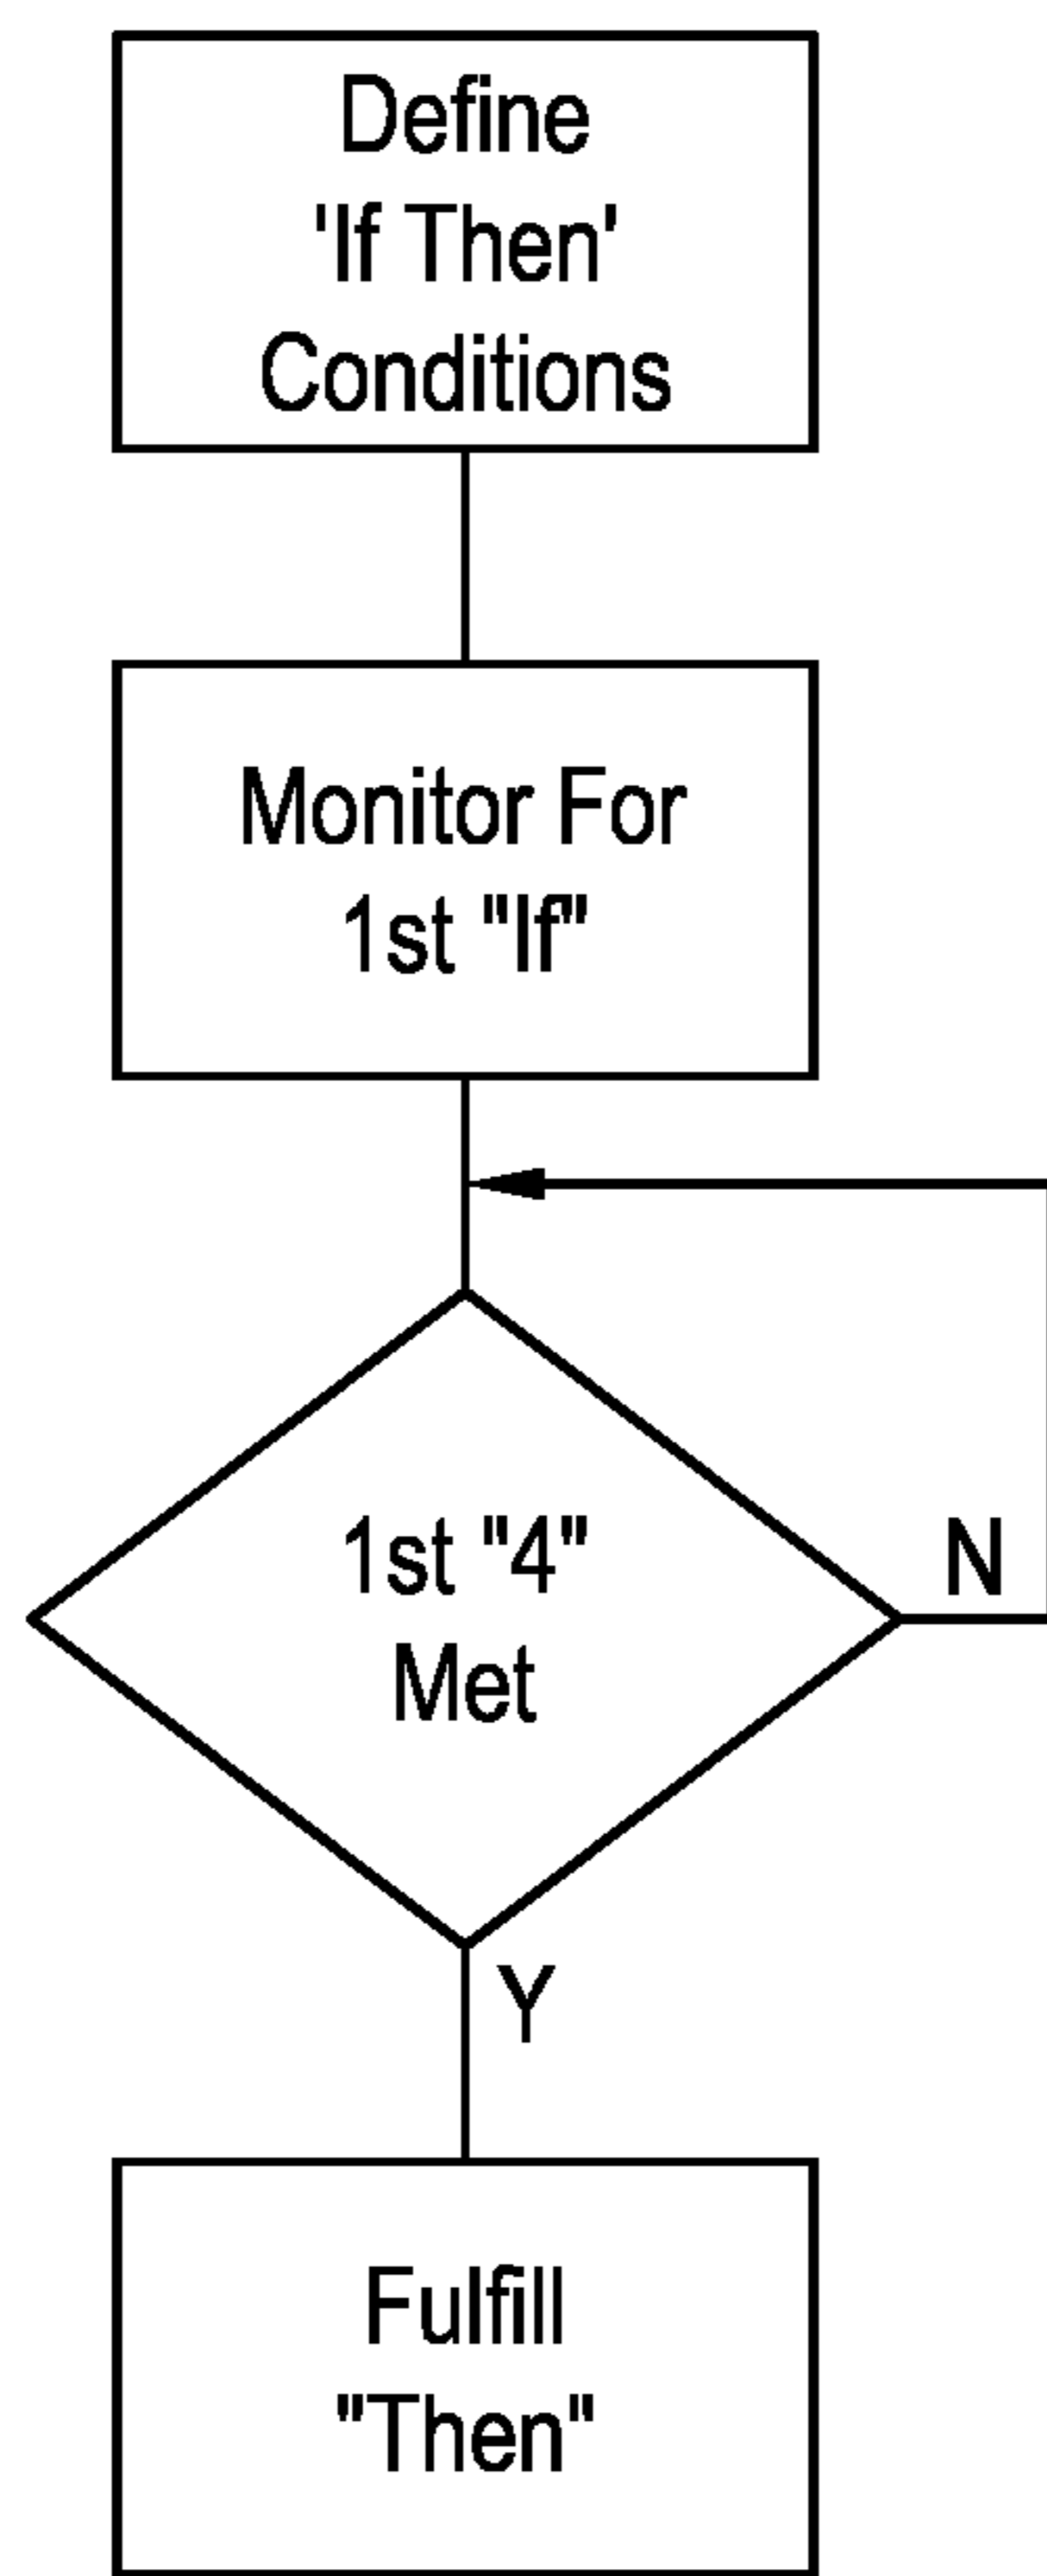 Define
'If Then'
Conditions
Monitor For
1st "If"
1st "4"
Met
N
Y
Fulfill
"Then"